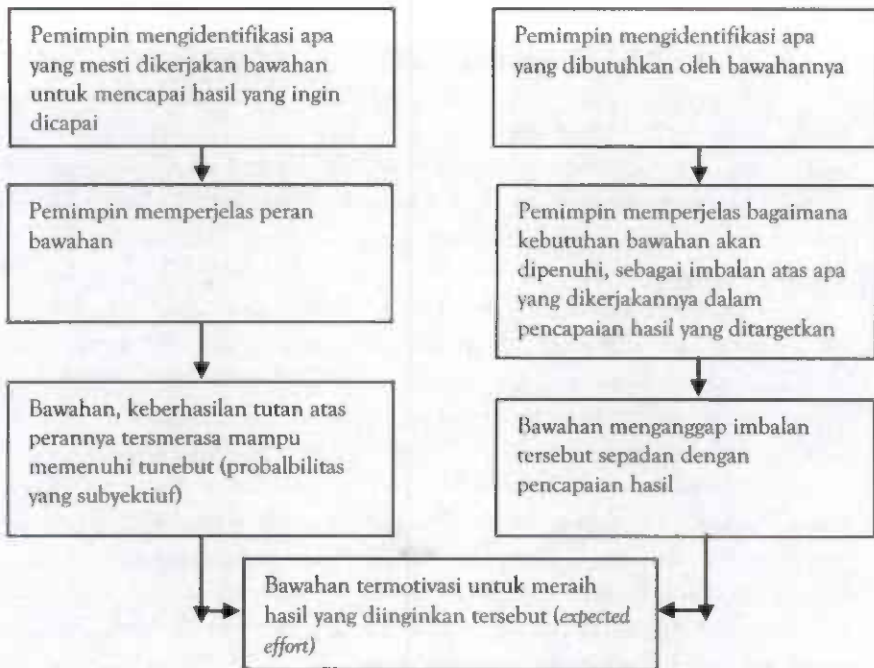 Pemimpin mengidentifikasi apa
yang mesti dikerjakan bawahan
untuk mencapai hasil yang ingin
dicapai
Pemimpin mengidentifikasi apa
yang dibutuhkan oleh bawahannya
Pemimpin memperjelas peran
bawahan
Pemimpin memperjelas bagaimana
kebutuhan bawahan akan
dipenuhi, sebagai imbalan atas apa
yang dikerjakannya dalam
pencapaian hasil yang ditargetkan
Bawahan, keberhasilan tutan atas
perannya tersmerasa mampu
memenuhi tunebut (probalbilitas
yang subyektiuf)
Bawahan menganggap imbalan
tersebut sepadan dengan
pencapaian hasil
Bawahan termotivasi untuk meraih
hasil yang diinginkan tersebut (expected
effort)